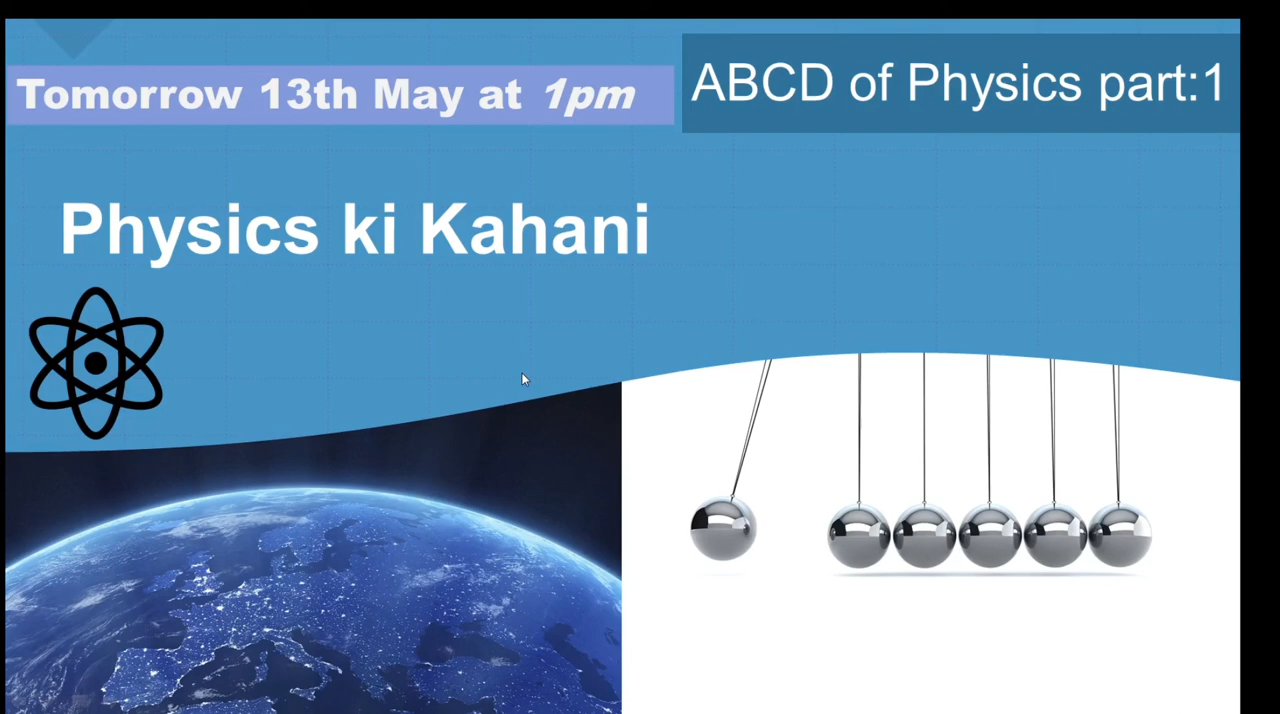 Tomorrow 13th May at 1pm
ABCD of Physics part:1
Physics ki Kahani